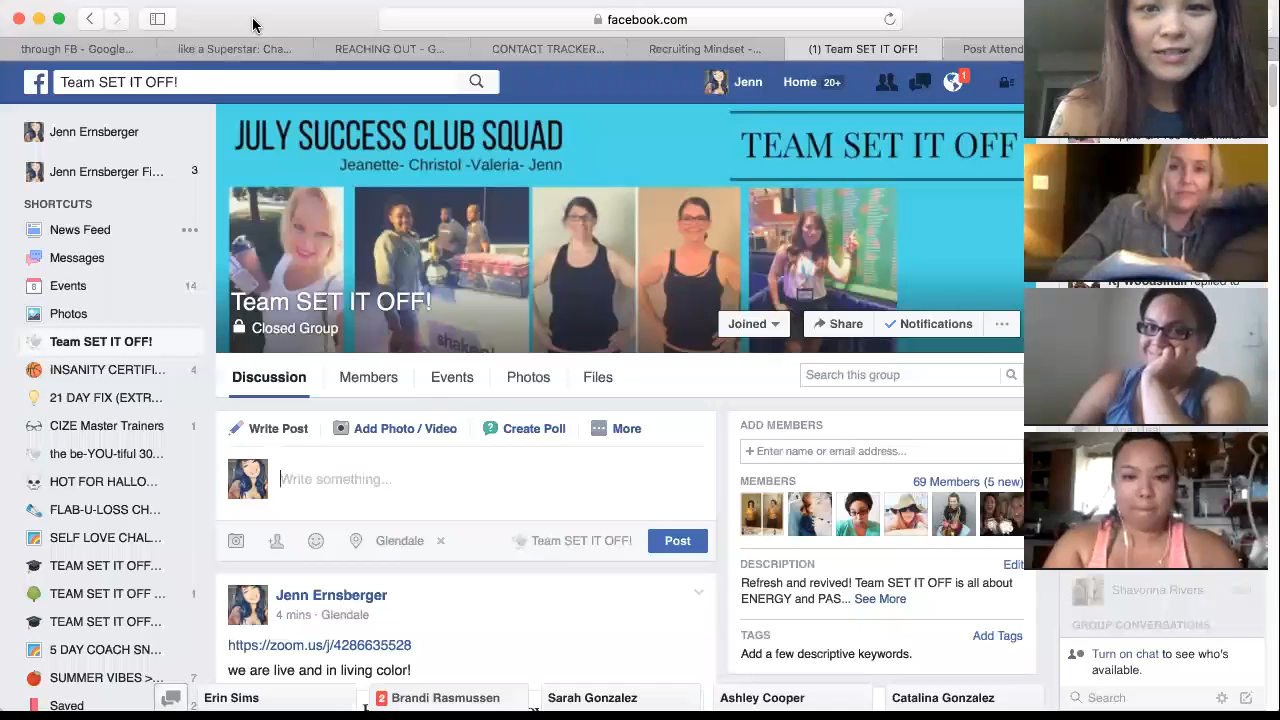 facebook.com
through FB - Google...
like a Superstar: Cha...
REACHING OUT - G...
CONTACT TRACKER...
Recruiting Mindset -...
(1) Team SET IT OFF!
Post Attend
Team SET IT OFF!
Jenn
Home 20+
1
Jenn Ernsberger
Jenn Ernsberger Fi... 3
SHORTCUTS
News Feed
Messages
Events 14
Photos
Team SET IT OFF!
INSANITY CERTIFI... 4
21 DAY FIX (EXTR...
CIZE Master Trainers 1
the be-YOU-tiful 30...
HOT FOR HALLO...
FLAB-U-LOSS CH...
SELF LOVE CHAL...
TEAM SET IT OFF...
TEAM SET IT OFF ... 1
TEAM SET IT OFF...
5 DAY COACH SN...
SUMMER VIBES >... 7
Saved 2
JULY SUCCESS CLUB SQUAD
Jeanette- Christol -Valeria- Jenn
TEAM SET IT OFF
Team SET IT OFF!
Closed Group
Joined
Share
Notifications
Discussion
Members
Events
Photos
Files
Search this group
Write Post
Add Photo / Video
Create Poll
More
Write something...
Glendale
Team SET IT OFF!
Post
Jenn Ernsberger
4 mins · Glendale
https://zoom.us/j/4286635528
we are live and in living color!
ADD MEMBERS
+ Enter name or email address...
MEMBERS
69 Members (5 new)
DESCRIPTION
Edit
Refresh and revived! Team SET IT OFF is all about
ENERGY and PAS... See More
TAGS
Add Tags
Add a few descriptive keywords.
Shavonna Rivers
GROUP CONVERSATIONS
Turn on chat to see who's
available.
Search
Erin Sims
2 Brandi Rasmussen
Sarah Gonzalez
Ashley Cooper
Catalina Gonzalez